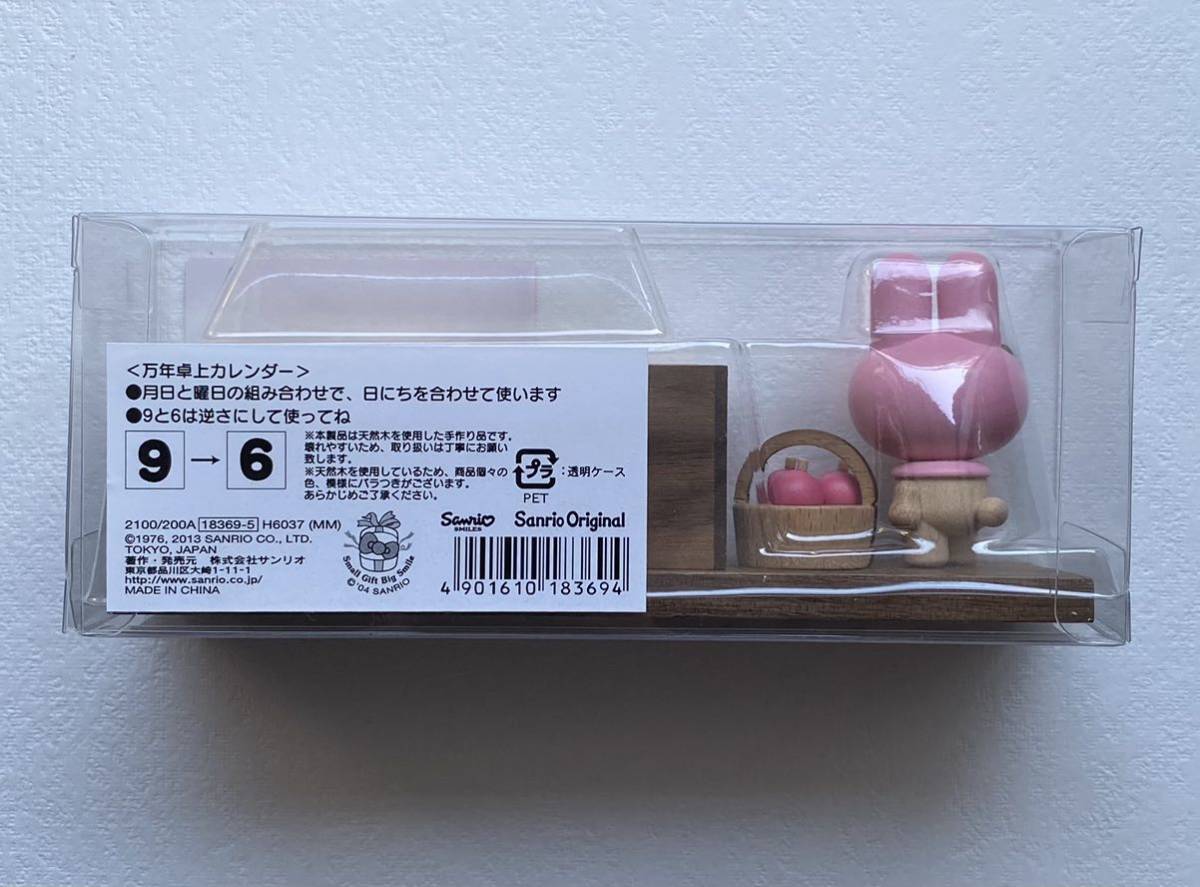 <万年卓上カレンダー>
●月日と曜日の組み合わせで、日にちを合わせて使います
●9と6は逆さにして使ってね
9→6
※本製品は天然木を使用した手作り品です。
壊れやすいため、取り扱いは丁寧にお願い
致します。
※天然木を使用しているため、商品個々の
色、模様にバラつきがございます。
あらかじめご了承ください。
プラ:透明ケース
PET
2100/200A 18369-5 H6037 (MM)
©1976, 2013 SANRIO CO., LTD.
TOKYO, JAPAN
著作・発売元 株式会社サンリオ
東京都品川区大崎1-11-1
http://www.sanrio.co.jp/
MADE IN CHINA
Small Gift Big Smile
©'04 SANRIO
Sanrio
SMILES
Sanrio Original
4 901610 183694